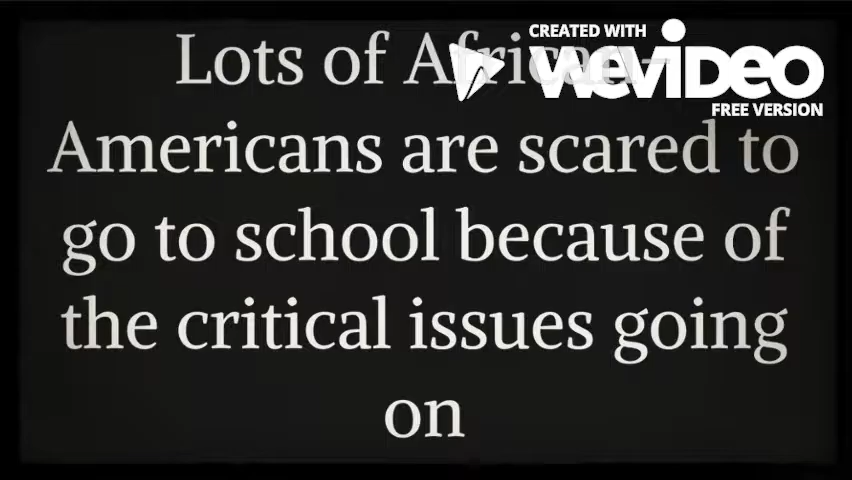 CREATED WITH
WEVIDEO
FREE VERSION
Lots of African-
Americans are scared to
go to school because of
the critical issues going
on